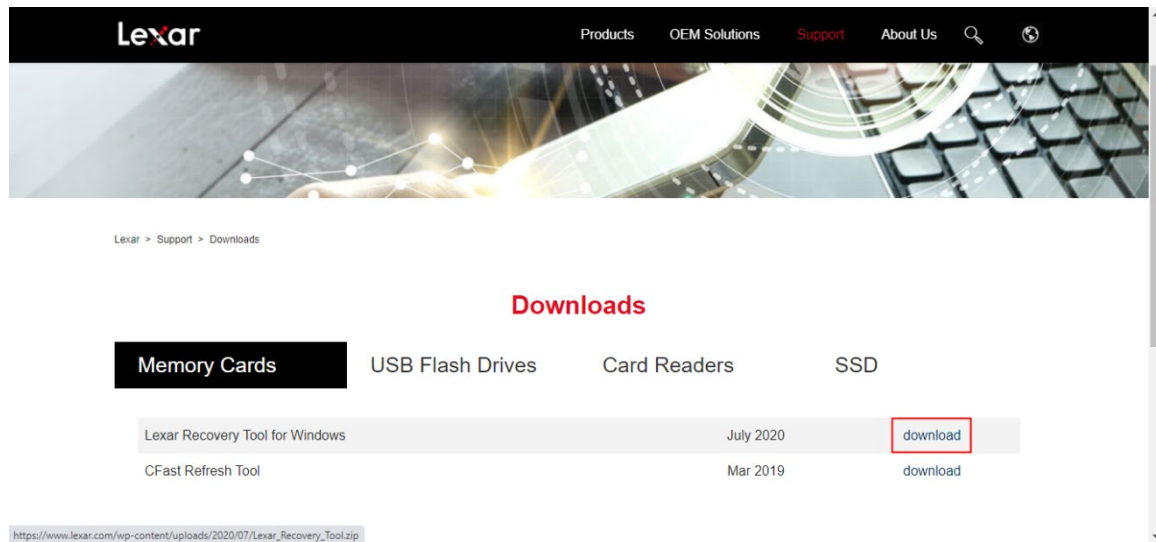 Lexar Products OEM Solutions Support About Us
Lexar > Support > Downloads
Downloads
Memory Cards USB Flash Drives Card Readers SSD
Lexar Recovery Tool for Windows July 2020 download
CFast Refresh Tool Mar 2019 download
https://www.lexar.com/wp-content/uploads/2020/07/Lexar_Recovery_Tool.zip